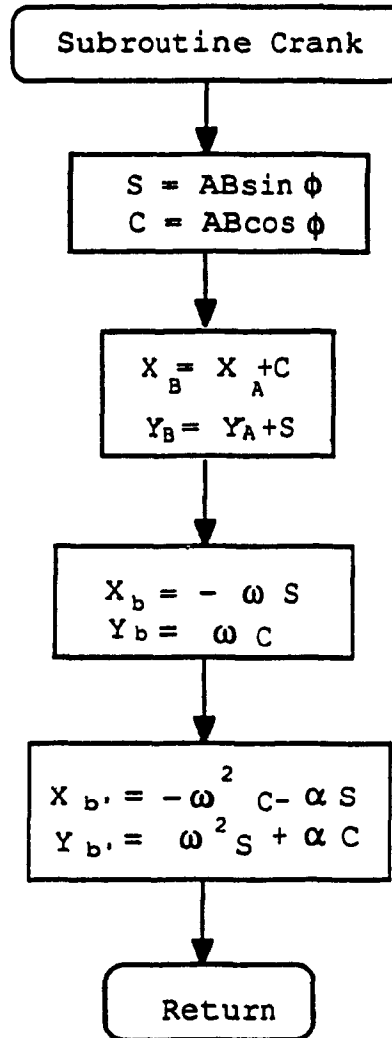 Subroutine Crank
S = ABsin ϕ
C = ABcos ϕ
X_B = X_A+C
Y_B = Y_A+S
X_b = - ω S
Y_b = ω C
X_b' = -ω² C- α S
Y_b' = ω² S + α C
Return